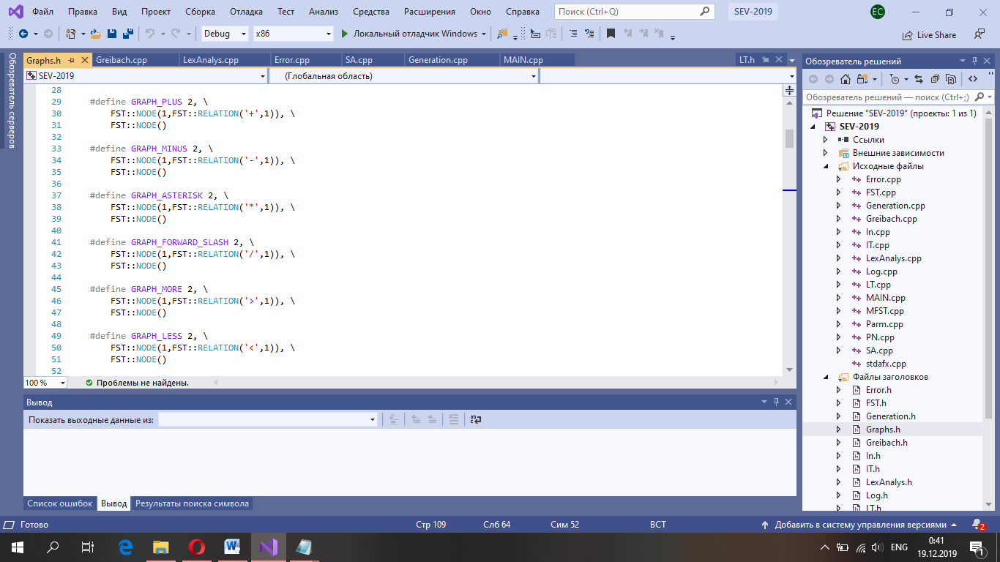 Файл Правка Вид Проект Сборка Отладка Тест Анализ Средства Расширения Окно Справка Поиск (Ctrl+Q) SEV-2019 EC
Debug x86 Локальный отладчик Windows Live Share
Обозреватель серверов
Graphs.h Greibach.cpp LexAnalys.cpp Error.cpp SA.cpp Generation.cpp MAIN.cpp LT.h
SEV-2019 (Глобальная область)
28
29 #define GRAPH_PLUS 2, \
30 FST::NODE(1,FST::RELATION('+',1)), \
31 FST::NODE()
32
33 #define GRAPH_MINUS 2, \
34 FST::NODE(1,FST::RELATION('-',1)), \
35 FST::NODE()
36
37 #define GRAPH_ASTERISK 2, \
38 FST::NODE(1,FST::RELATION('*',1)), \
39 FST::NODE()
40
41 #define GRAPH_FORWARD_SLASH 2, \
42 FST::NODE(1,FST::RELATION('/',1)), \
43 FST::NODE()
44
45 #define GRAPH_MORE 2, \
46 FST::NODE(1,FST::RELATION('>',1)), \
47 FST::NODE()
48
49 #define GRAPH_LESS 2, \
50 FST::NODE(1,FST::RELATION('<',1)), \
51 FST::NODE()
52
100 % Проблемы не найдены.
Вывод
Показать выходные данные из:
Список ошибок Вывод Результаты поиска символа
Обозреватель решений
Обозреватель решений — поиск (Ctrl+;)
Решение "SEV-2019" (проекты: 1 из 1)
SEV-2019
Ссылки
Внешние зависимости
Исходные файлы
Error.cpp
FST.cpp
Generation.cpp
Greibach.cpp
In.cpp
IT.cpp
LexAnalys.cpp
Log.cpp
LT.cpp
MAIN.cpp
MFST.cpp
Parm.cpp
PN.cpp
SA.cpp
stdafx.cpp
Файлы заголовков
Error.h
FST.h
Generation.h
Graphs.h
Greibach.h
In.h
IT.h
LexAnalys.h
Log.h
LT.h
Готово Стр 109 Слб 64 Сим 52 ВСТ Добавить в систему управления версиями 2
ENG 0:41
19.12.2019 1